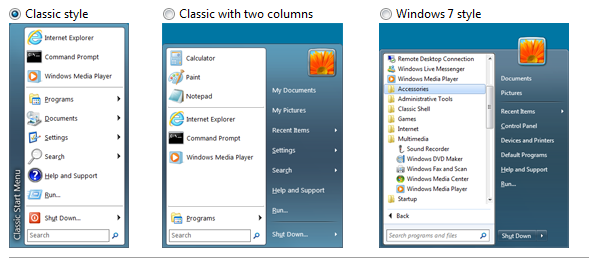 Classic style
Internet Explorer
Command Prompt
Windows Media Player
Programs
Documents
Settings
Search
Help and Support
Run...
Shut Down...
Search
Classic Start Menu
Classic with two columns
Calculator
Paint
Notepad
Internet Explorer
Command Prompt
Windows Media Player
Programs
Search
My Documents
My Pictures
Recent Items
Settings
Search
Help and Support
Run...
Shut Down...
Windows 7 style
Remote Desktop Connection
Windows Live Messenger
Windows Media Player
Accessories
Administrative Tools
Classic Shell
Games
Internet
Multimedia
Sound Recorder
Windows DVD Maker
Windows Fax and Scan
Windows Media Center
Windows Media Player
Startup
Back
Search programs and files
Documents
Pictures
Recent Items
Control Panel
Devices and Printers
Default Programs
Help and Support
Run...
Shut Down